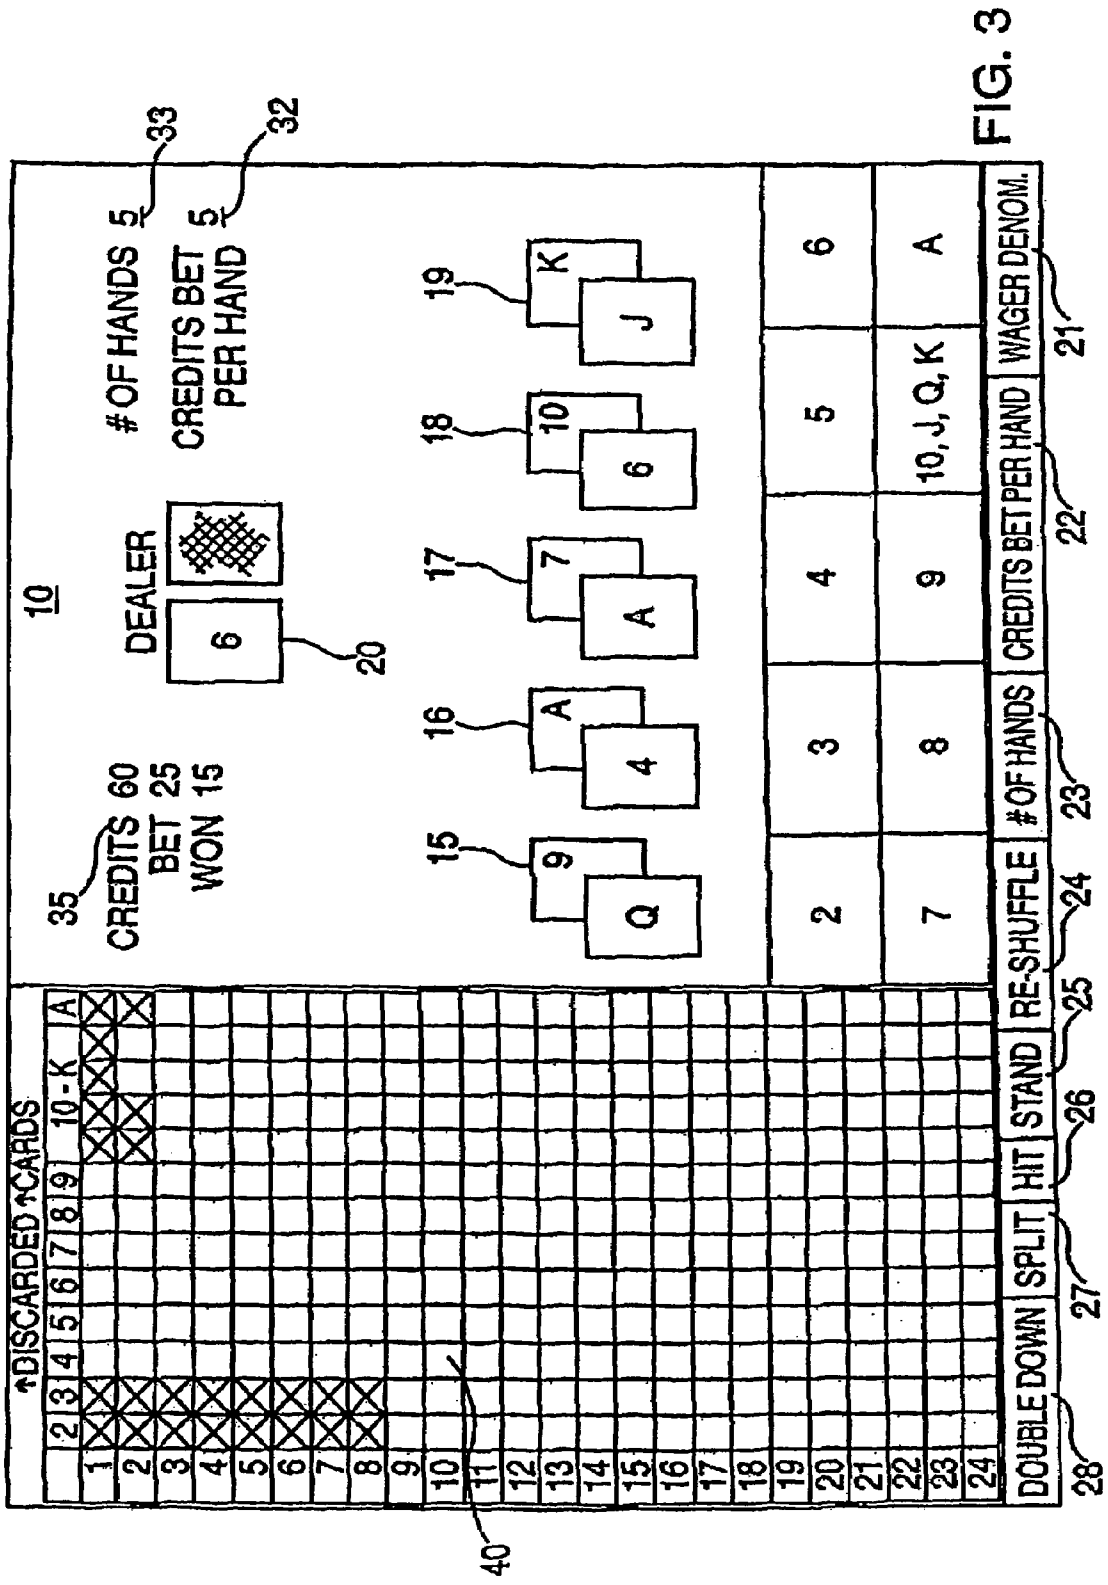 10
↑DISCARDED ↑CARDS
2 3 4 5 6 7 8 9 10 - K A
1
2
3
4
5
6
7
8
9
10
11
12
13
14
15
16
17
18
19
20
21
22
23
24
40
35
CREDITS 60
BET 25
WON 15
DEALER
6
20
# OF HANDS 5
33
CREDITS BET 5
PER HAND
32
15 16 17 18 19
9 A 7 10 K
Q 4 A 6 J
2 3 4 5 6
7 8 9 10, J, Q, K A
DOUBLE DOWN SPLIT HIT STAND RE-SHUFFLE # OF HANDS CREDITS BET PER HAND WAGER DENOM.
28 27 26 25 24 23 22 21
FIG. 3